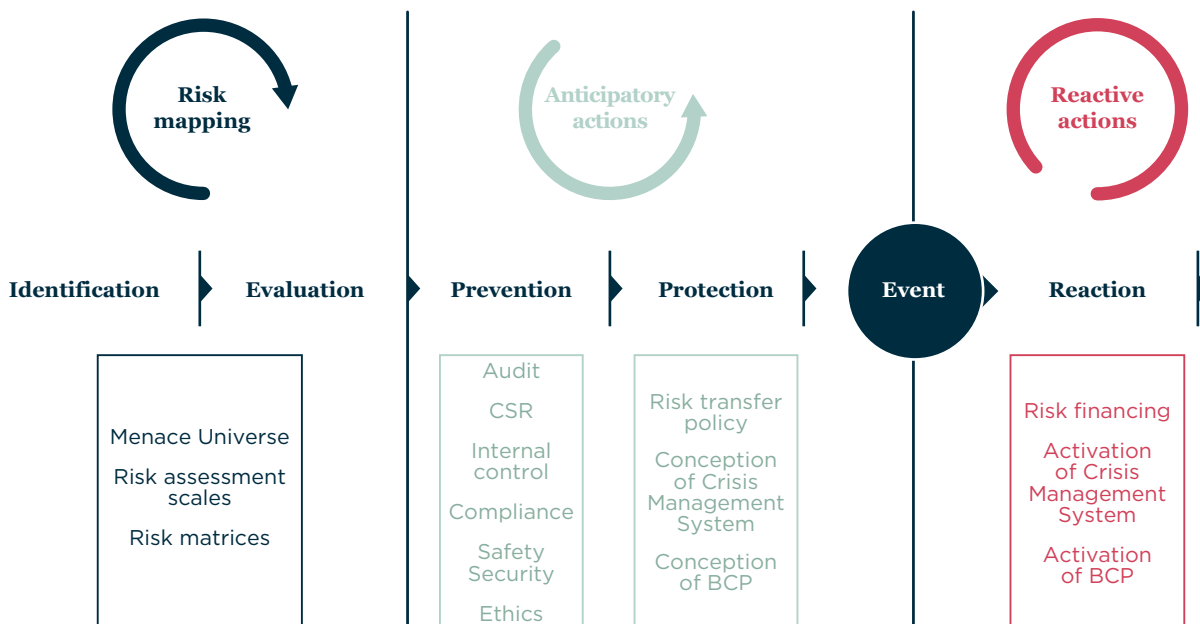 Risk
mapping
Anticipatory
actions
Reactive
actions
Identification
Evaluation
Prevention
Protection
Event
Reaction
Menace Universe
Risk assessment
scales
Risk matrices
Audit
CSR
Internal
control
Compliance
Safety
Security
Ethics
Risk transfer
policy
Conception
of Crisis
Management
System
Conception
of BCP
Risk financing
Activation
of Crisis
Management
System
Activation
of BCP